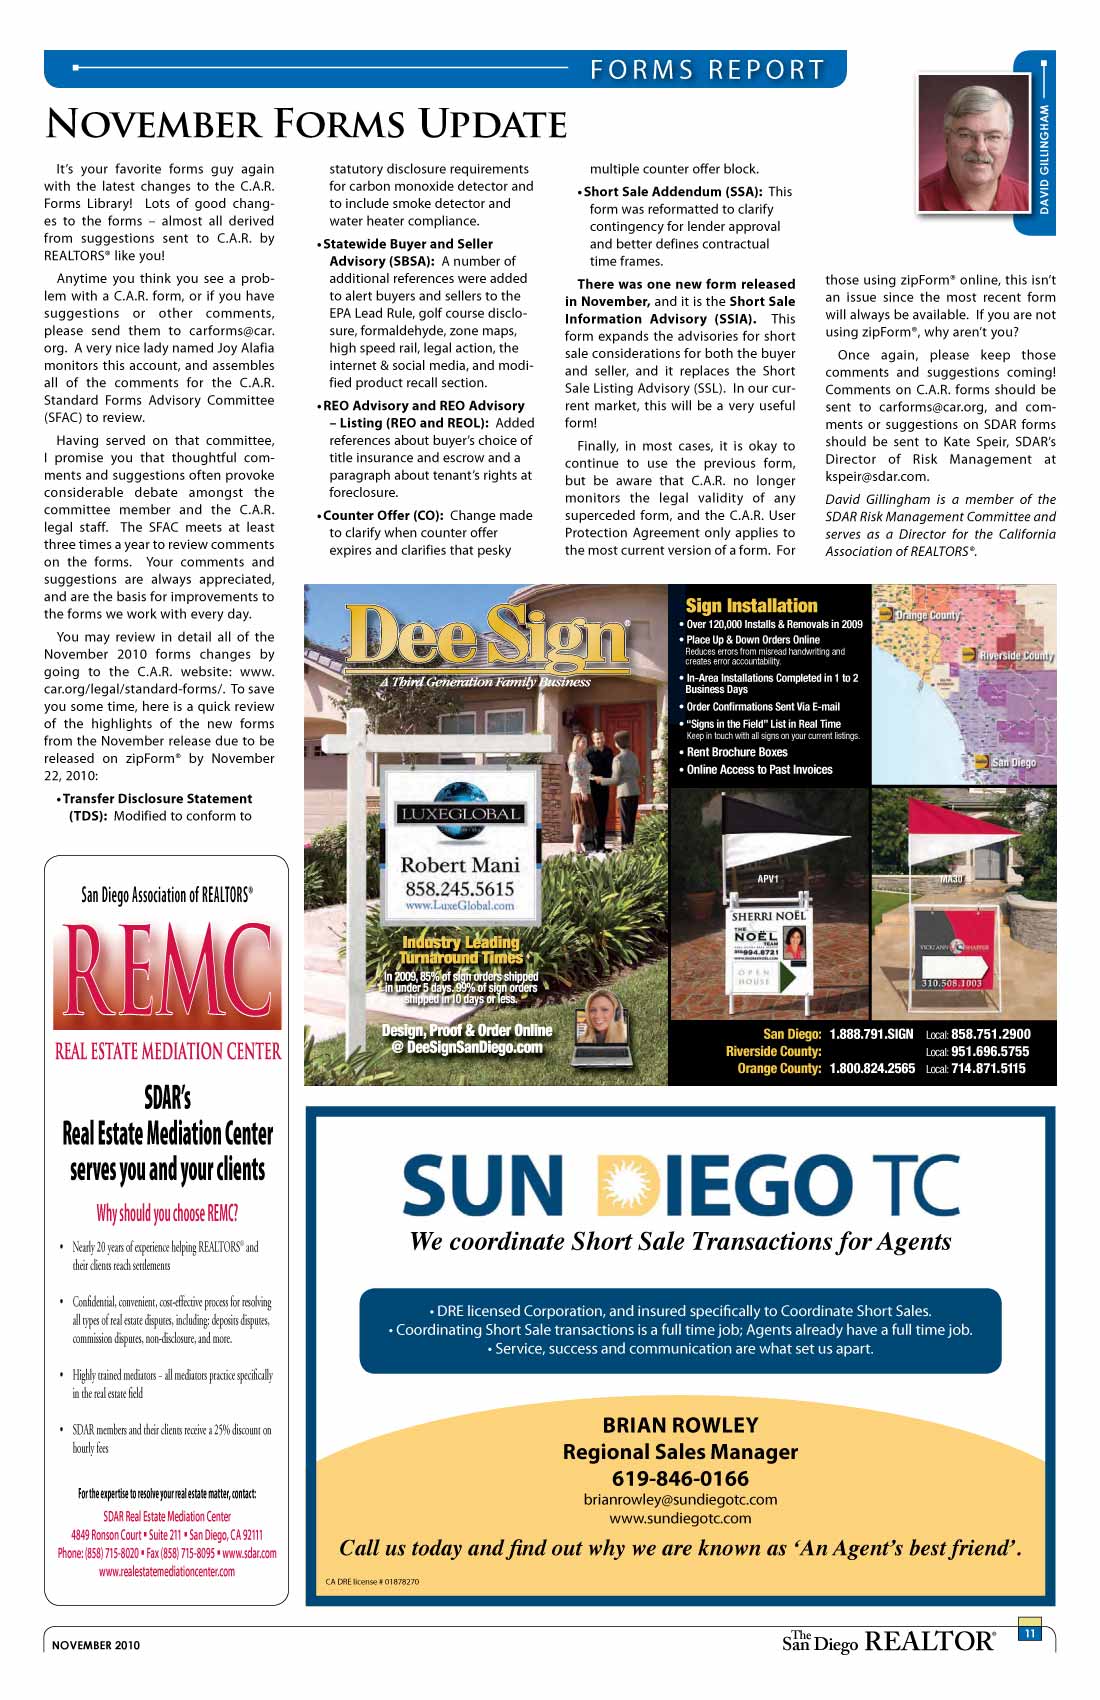 FORMS REPORT
November Forms Update
DAVID GILLINGHAM
It's your favorite forms guy again
with the latest changes to the C.A.R.
Forms Library! Lots of good chang-
es to the forms – almost all derived
from suggestions sent to C.A.R. by
REALTORS® like you!
Anytime you think you see a prob-
lem with a C.A.R. form, or if you have
suggestions or other comments,
please send them to carforms@car.
org. A very nice lady named Joy Alafia
monitors this account, and assembles
all of the comments for the C.A.R.
Standard Forms Advisory Committee
(SFAC) to review.
Having served on that committee,
I promise you that thoughtful com-
ments and suggestions often provoke
considerable debate amongst the
committee member and the C.A.R.
legal staff. The SFAC meets at least
three times a year to review comments
on the forms. Your comments and
suggestions are always appreciated,
and are the basis for improvements to
the forms we work with every day.
You may review in detail all of the
November 2010 forms changes by
going to the C.A.R. website: www.
car.org/legal/standard-forms/. To save
you some time, here is a quick review
of the highlights of the new forms
from the November release due to be
released on zipForm® by November
22, 2010:
•Transfer Disclosure Statement
(TDS): Modified to conform to
statutory disclosure requirements
for carbon monoxide detector and
to include smoke detector and
water heater compliance.
•Statewide Buyer and Seller
Advisory (SBSA): A number of
additional references were added
to alert buyers and sellers to the
EPA Lead Rule, golf course disclo-
sure, formaldehyde, zone maps,
high speed rail, legal action, the
internet & social media, and modi-
fied product recall section.
•REO Advisory and REO Advisory
– Listing (REO and REOL): Added
references about buyer's choice of
title insurance and escrow and a
paragraph about tenant's rights at
foreclosure.
•Counter Offer (CO): Change made
to clarify when counter offer
expires and clarifies that pesky
multiple counter offer block.
•Short Sale Addendum (SSA): This
form was reformatted to clarify
contingency for lender approval
and better defines contractual
time frames.
There was one new form released
in November, and it is the Short Sale
Information Advisory (SSIA). This
form expands the advisories for short
sale considerations for both the buyer
and seller, and it replaces the Short
Sale Listing Advisory (SSL). In our cur-
rent market, this will be a very useful
form!
Finally, in most cases, it is okay to
continue to use the previous form,
but be aware that C.A.R. no longer
monitors the legal validity of any
superceded form, and the C.A.R. User
Protection Agreement only applies to
the most current version of a form. For
those using zipForm® online, this isn't
an issue since the most recent form
will always be available. If you are not
using zipForm®, why aren't you?
Once again, please keep those
comments and suggestions coming!
Comments on C.A.R. forms should be
sent to carforms@car.org, and com-
ments or suggestions on SDAR forms
should be sent to Kate Speir, SDAR's
Director of Risk Management at
kspeir@sdar.com.
David Gillingham is a member of the
SDAR Risk Management Committee and
serves as a Director for the California
Association of REALTORS®.
San Diego Association of REALTORS®
REMC
REAL ESTATE MEDIATION CENTER
SDAR's
Real Estate Mediation Center
serves you and your clients
Why should you choose REMC?
• Nearly 20 years of experience helping REALTORS® and
their clients reach settlements
• Confidential, convenient, cost-effective process for resolving
all types of real estate disputes, including: deposits disputes,
commission disputes, non-disclosure, and more.
• Highly trained mediators – all mediators practice specifically
in the real estate field
• SDAR members and their clients receive a 25% discount on
hourly fees
For the expertise to resolve your real estate matter, contact:
SDAR Real Estate Mediation Center
4849 Ronson Court ▪ Suite 211 ▪ San Diego, CA 92111
Phone: (858) 715-8020 ▪ Fax (858) 715-8095 ▪ www.sdar.com
www.realestatemediationcenter.com
Dee Sign®
A Third Generation Family Business
LUXEGLOBAL
Robert Mani
858.245.5615
www.LuxeGlobal.com
Industry Leading
Turnaround Times
In 2009, 85% of sign orders shipped
in under 5 days. 99% of sign orders
shipped in 10 days or less.
Design, Proof & Order Online
@ DeeSignSanDiego.com
Sign Installation
• Over 120,000 Installs & Removals in 2009
• Place Up & Down Orders Online
Reduces errors from misread handwriting and
creates error accountability.
• In-Area Installations Completed in 1 to 2
Business Days
• Order Confirmations Sent Via E-mail
• "Signs in the Field" List in Real Time
Keep in touch with all signs on your current listings.
• Rent Brochure Boxes
• Online Access to Past Invoices
Orange County
Riverside County
San Diego
APV1
SHERRI NOËL
THE
NOËL
TEAM
994.8721
OPEN
HOUSE
MA30
VICKI ANN SHAFFER
310.508.1003
San Diego: 1.888.791.SIGN Local: 858.751.2900
Riverside County: Local: 951.696.5755
Orange County: 1.800.824.2565 Local: 714.871.5115
SUN DIEGO TC
We coordinate Short Sale Transactions for Agents
• DRE licensed Corporation, and insured specifically to Coordinate Short Sales.
• Coordinating Short Sale transactions is a full time job; Agents already have a full time job.
• Service, success and communication are what set us apart.
BRIAN ROWLEY
Regional Sales Manager
619-846-0166
brianrowley@sundiegotc.com
www.sundiegotc.com
Call us today and find out why we are known as 'An Agent's best friend'.
CA DRE license # 01878270
NOVEMBER 2010
The San Diego REALTOR®
11